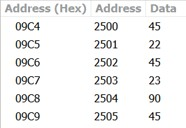 Address (Hex) Address Data
09C4 2500 45
09C5 2501 22
09C6 2502 45
09C7 2503 23
09C8 2504 90
09C9 2505 45